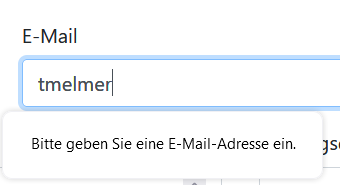 E-Mail
tmelmer
Bitte geben Sie eine E-Mail-Adresse ein.